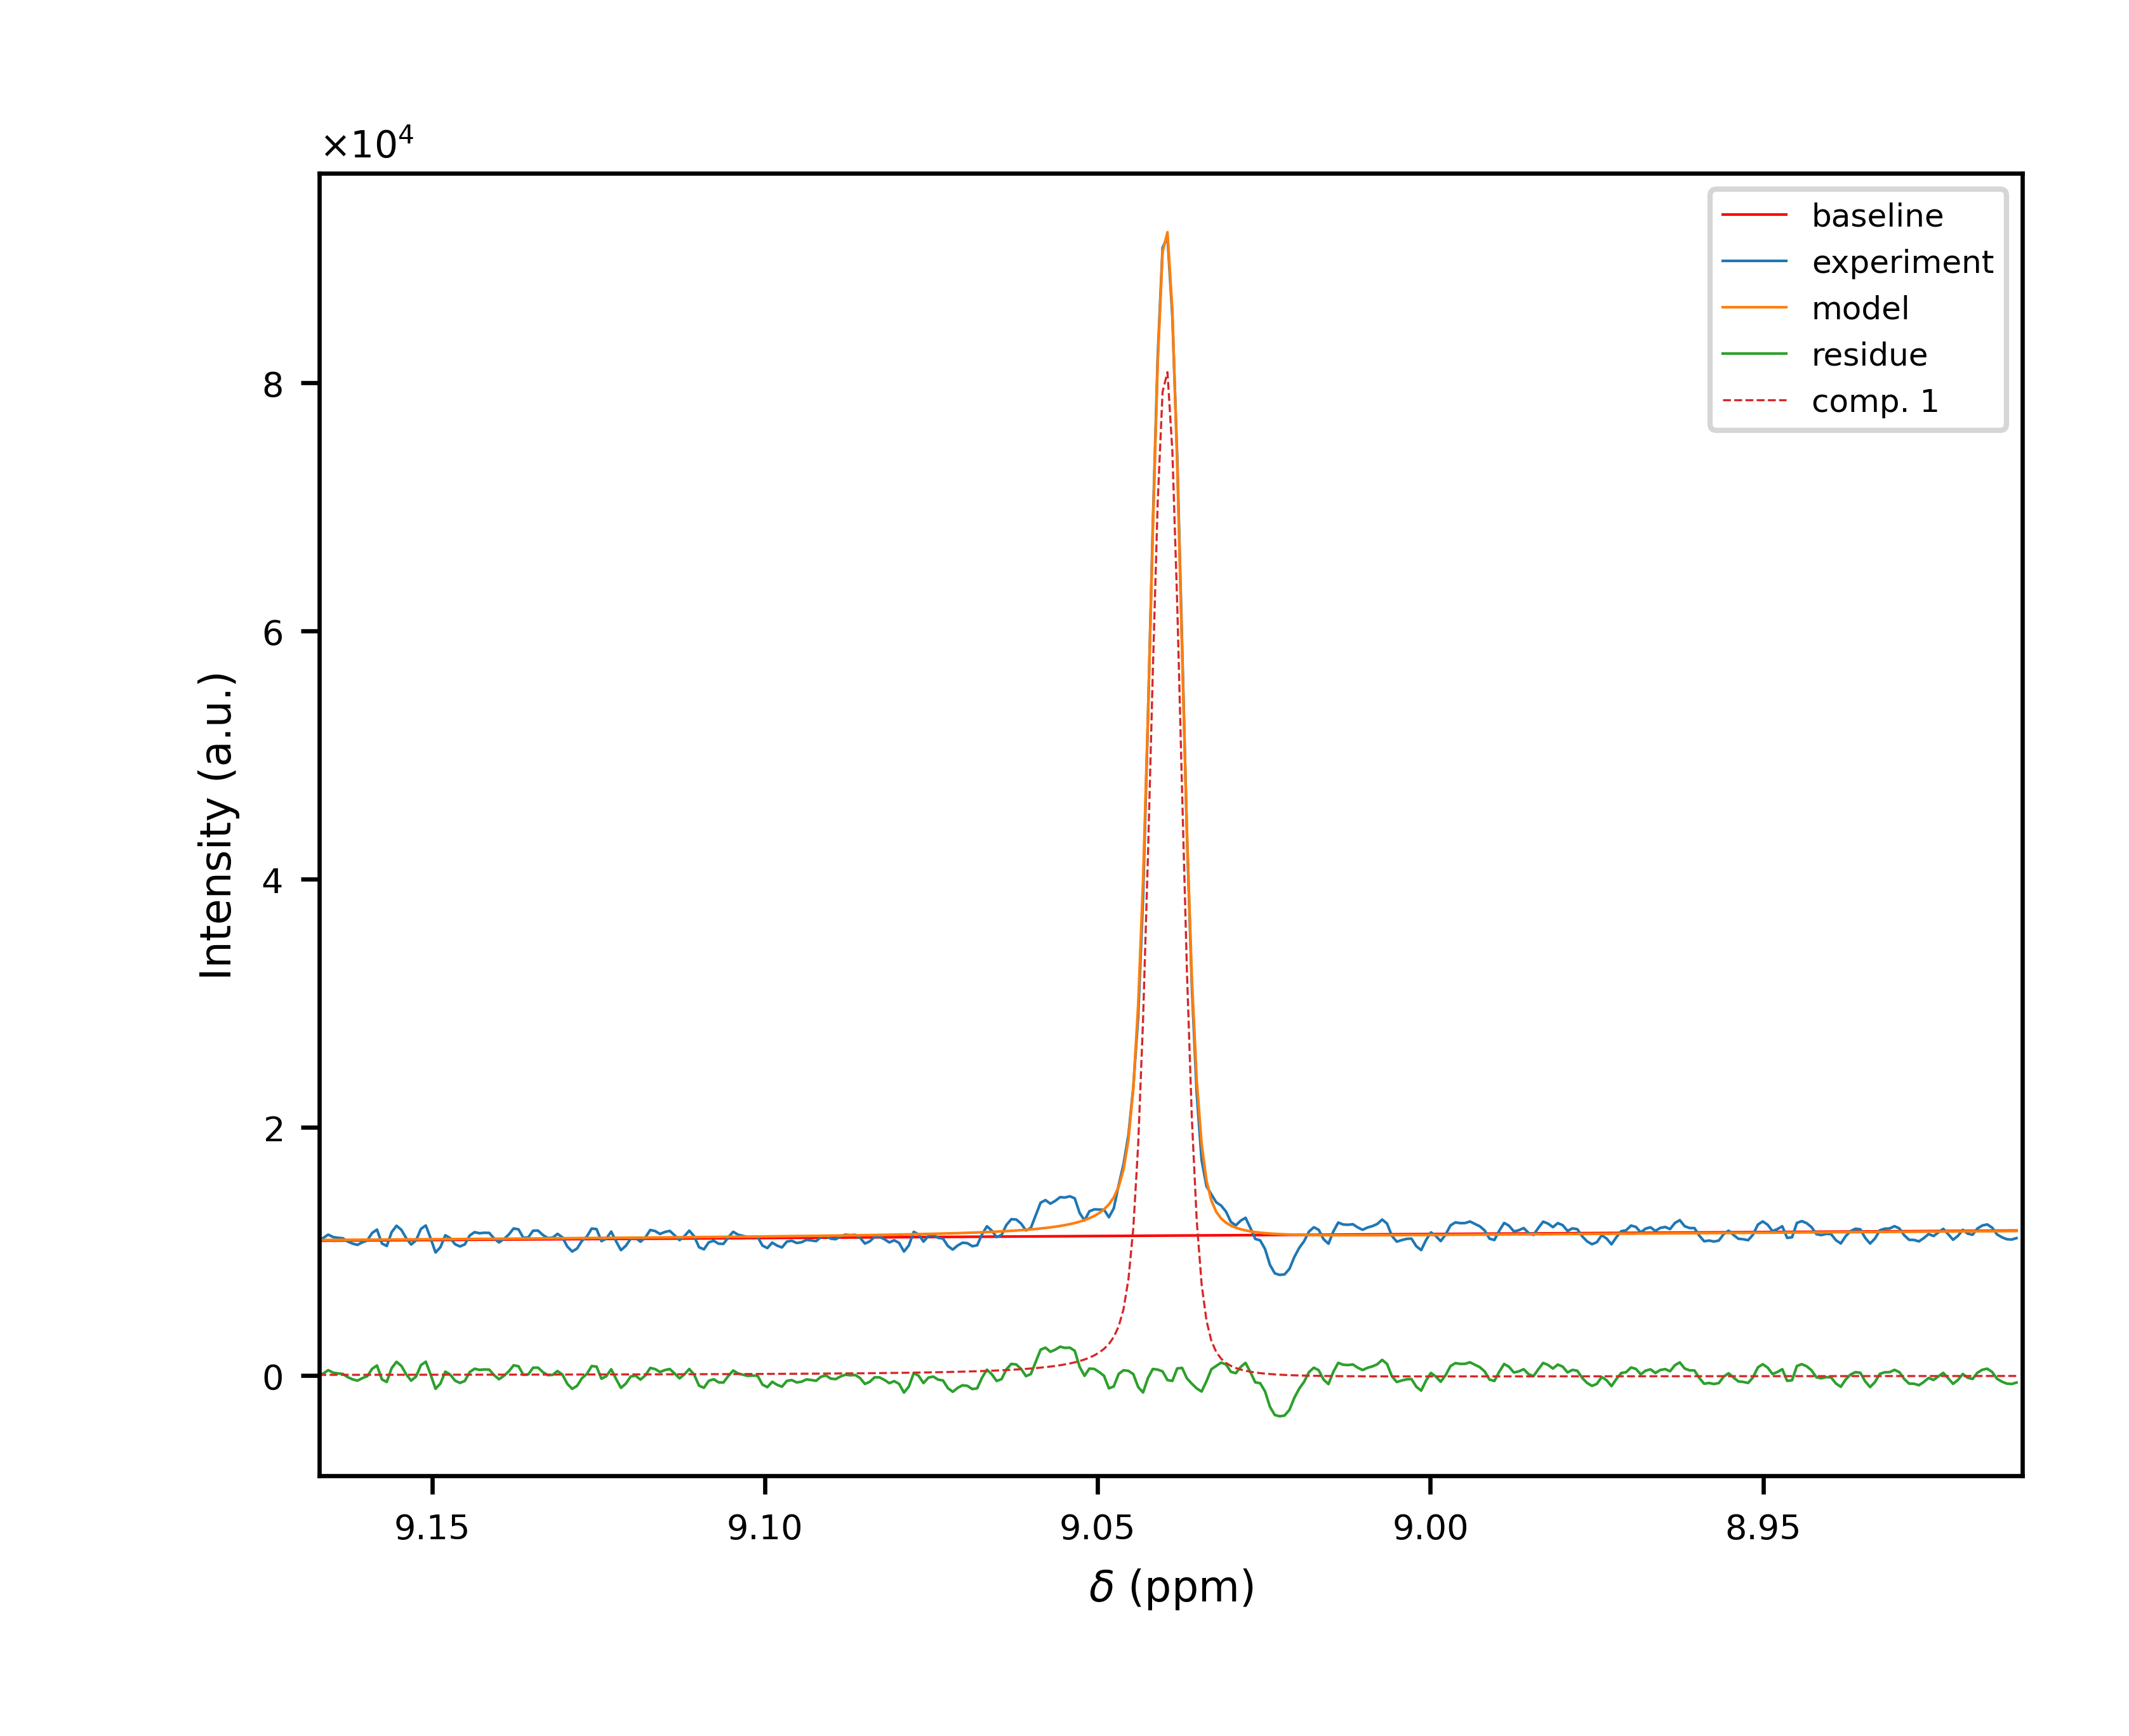 ×10⁴
baseline
experiment
model
residue
comp. 1
8
6
4
2
0
Intensity (a.u.)
9.15 9.10 9.05 9.00 8.95
δ (ppm)